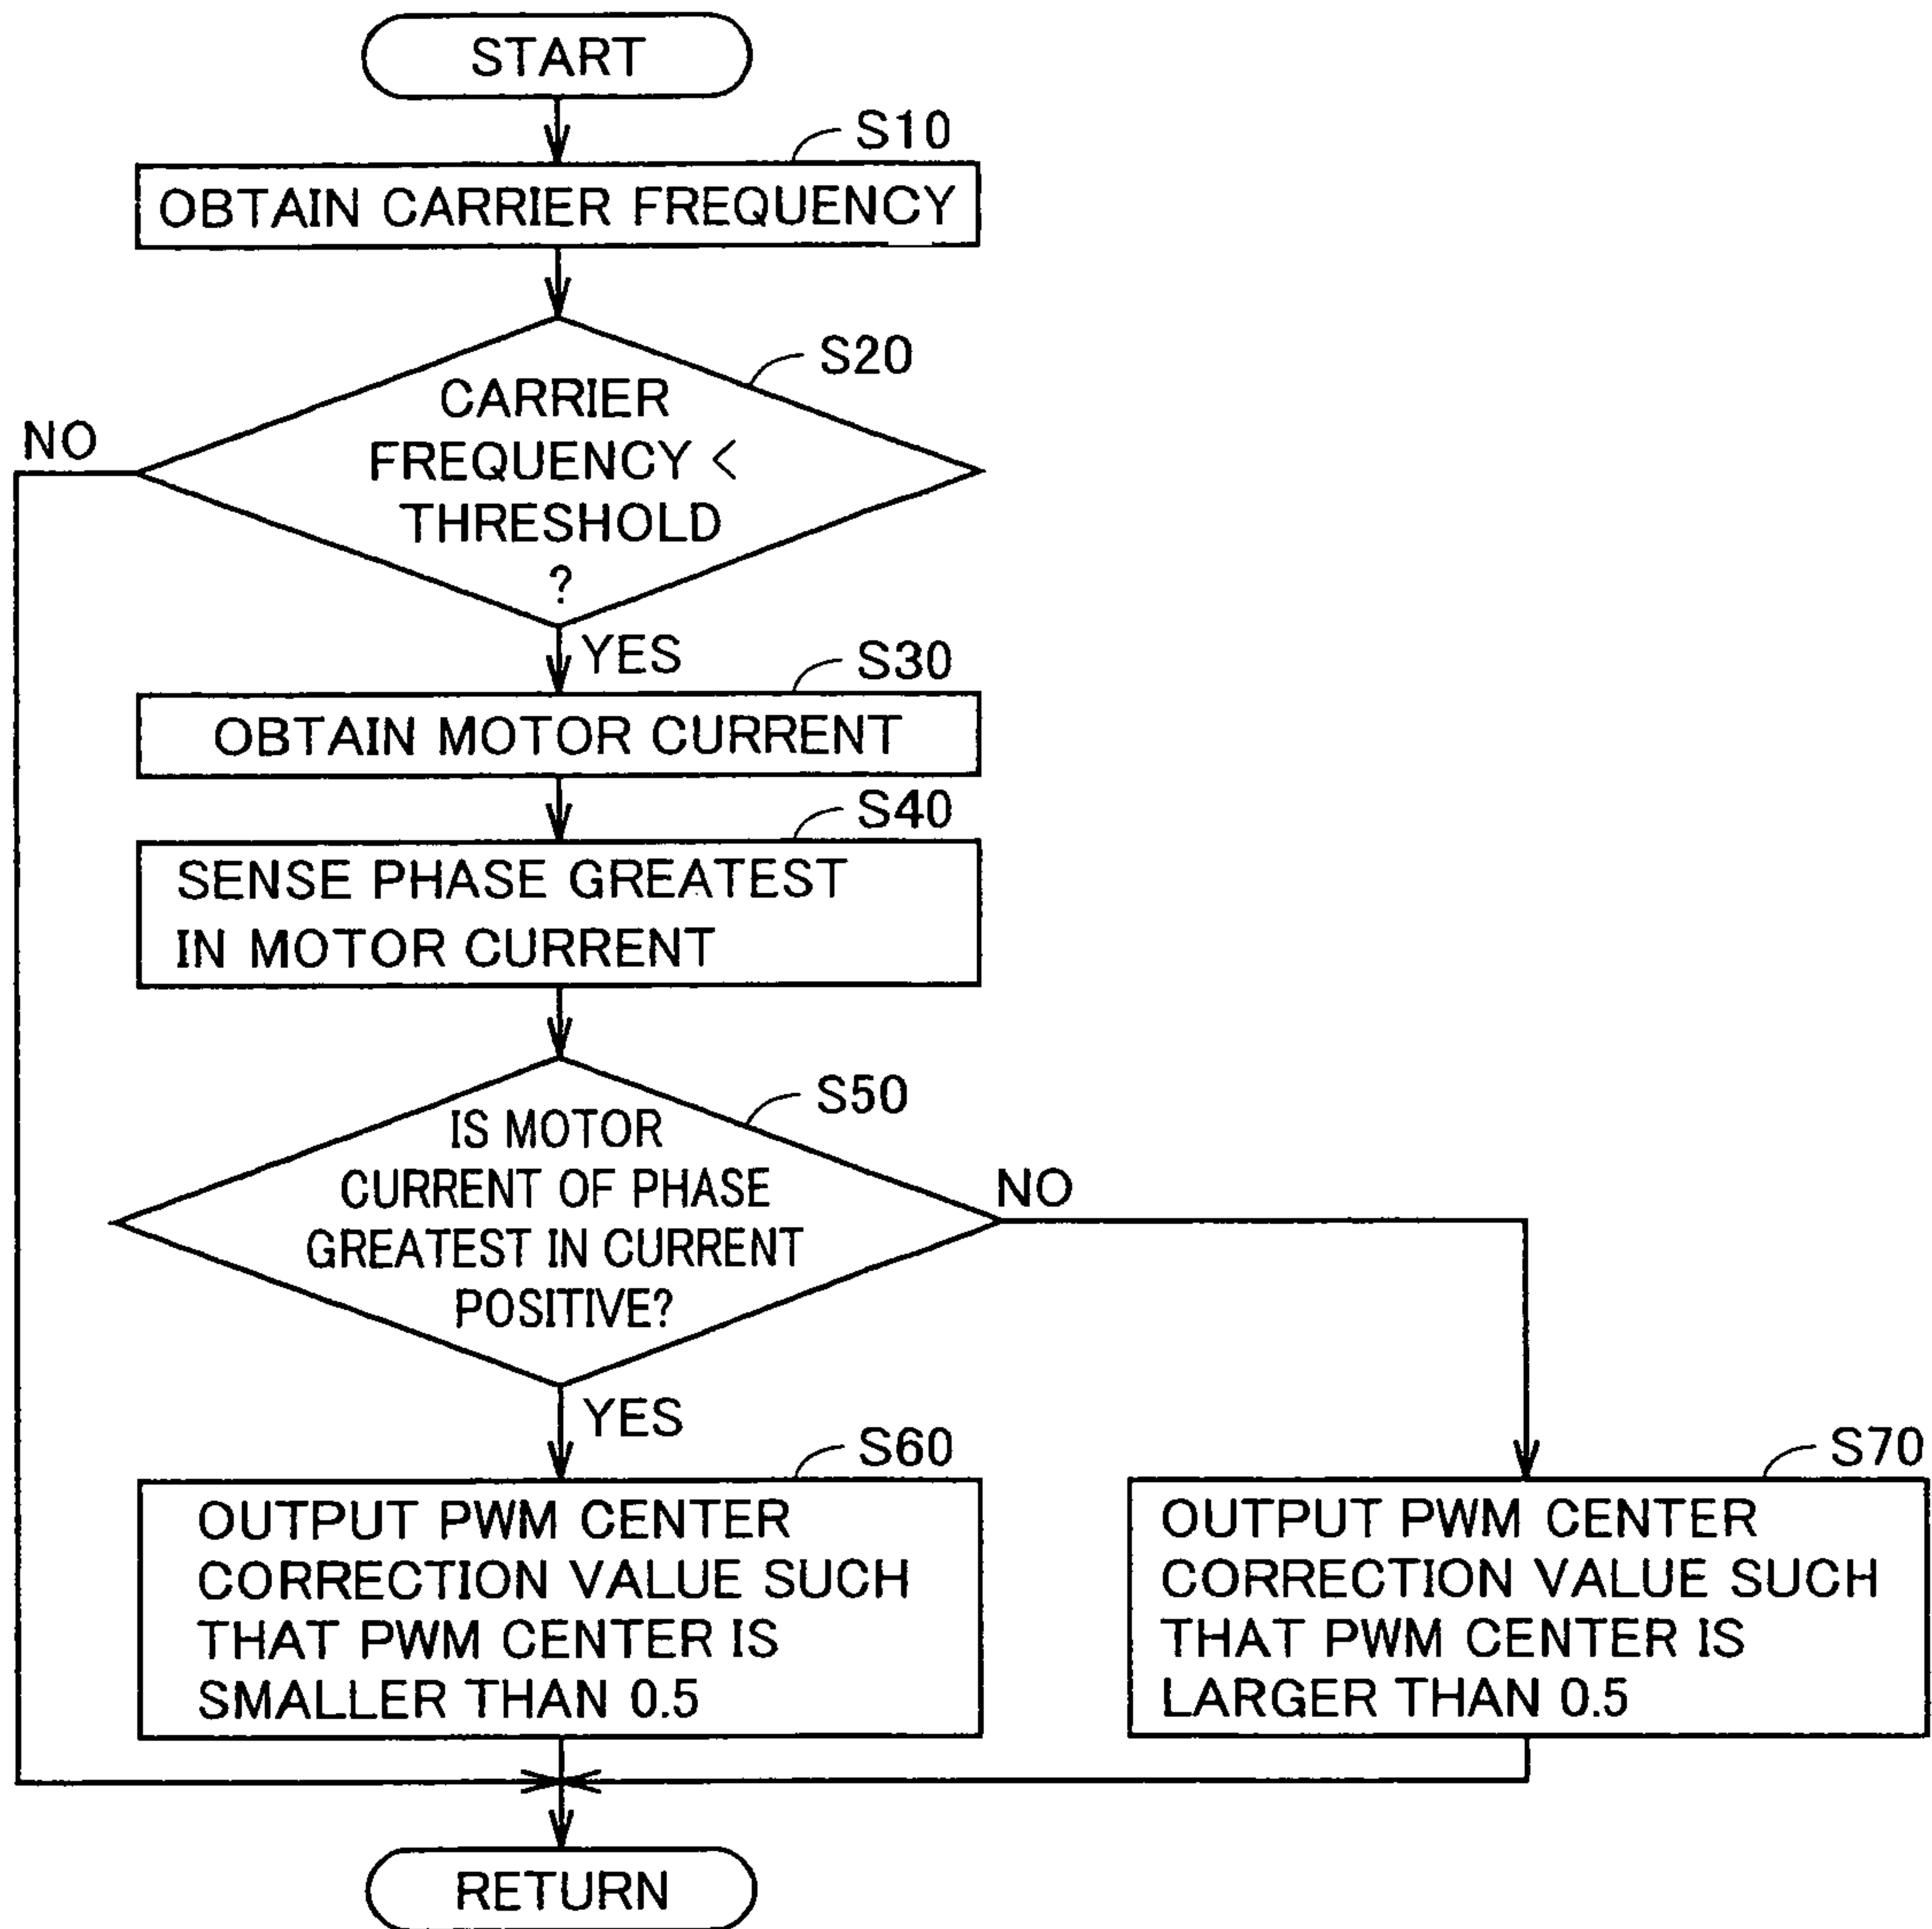 START
S10
OBTAIN CARRIER FREQUENCY
S20
CARRIER
FREQUENCY <
THRESHOLD
?
NO
YES
S30
OBTAIN MOTOR CURRENT
S40
SENSE PHASE GREATEST
IN MOTOR CURRENT
S50
IS MOTOR
CURRENT OF PHASE
GREATEST IN CURRENT
POSITIVE?
NO
YES
S60
OUTPUT PWM CENTER
CORRECTION VALUE SUCH
THAT PWM CENTER IS
SMALLER THAN 0.5
S70
OUTPUT PWM CENTER
CORRECTION VALUE SUCH
THAT PWM CENTER IS
LARGER THAN 0.5
RETURN